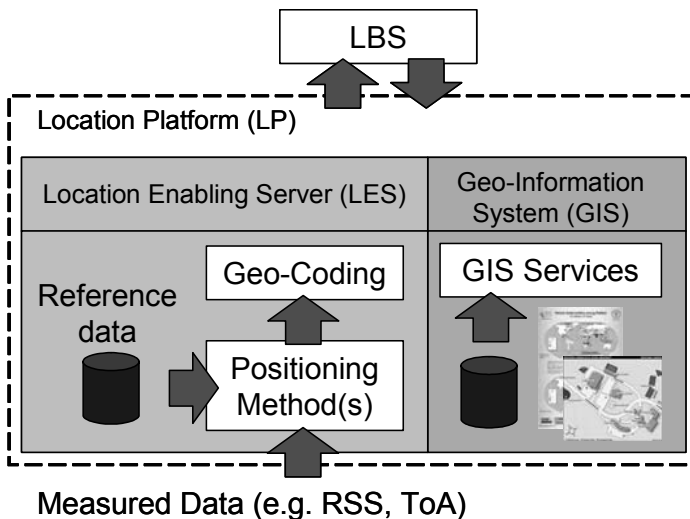 LBS
Location Platform (LP)
Location Enabling Server (LES)
Geo-Information
System (GIS)
Geo-Coding
GIS Services
Reference
data
Positioning
Method(s)
Measured Data (e.g. RSS, ToA)